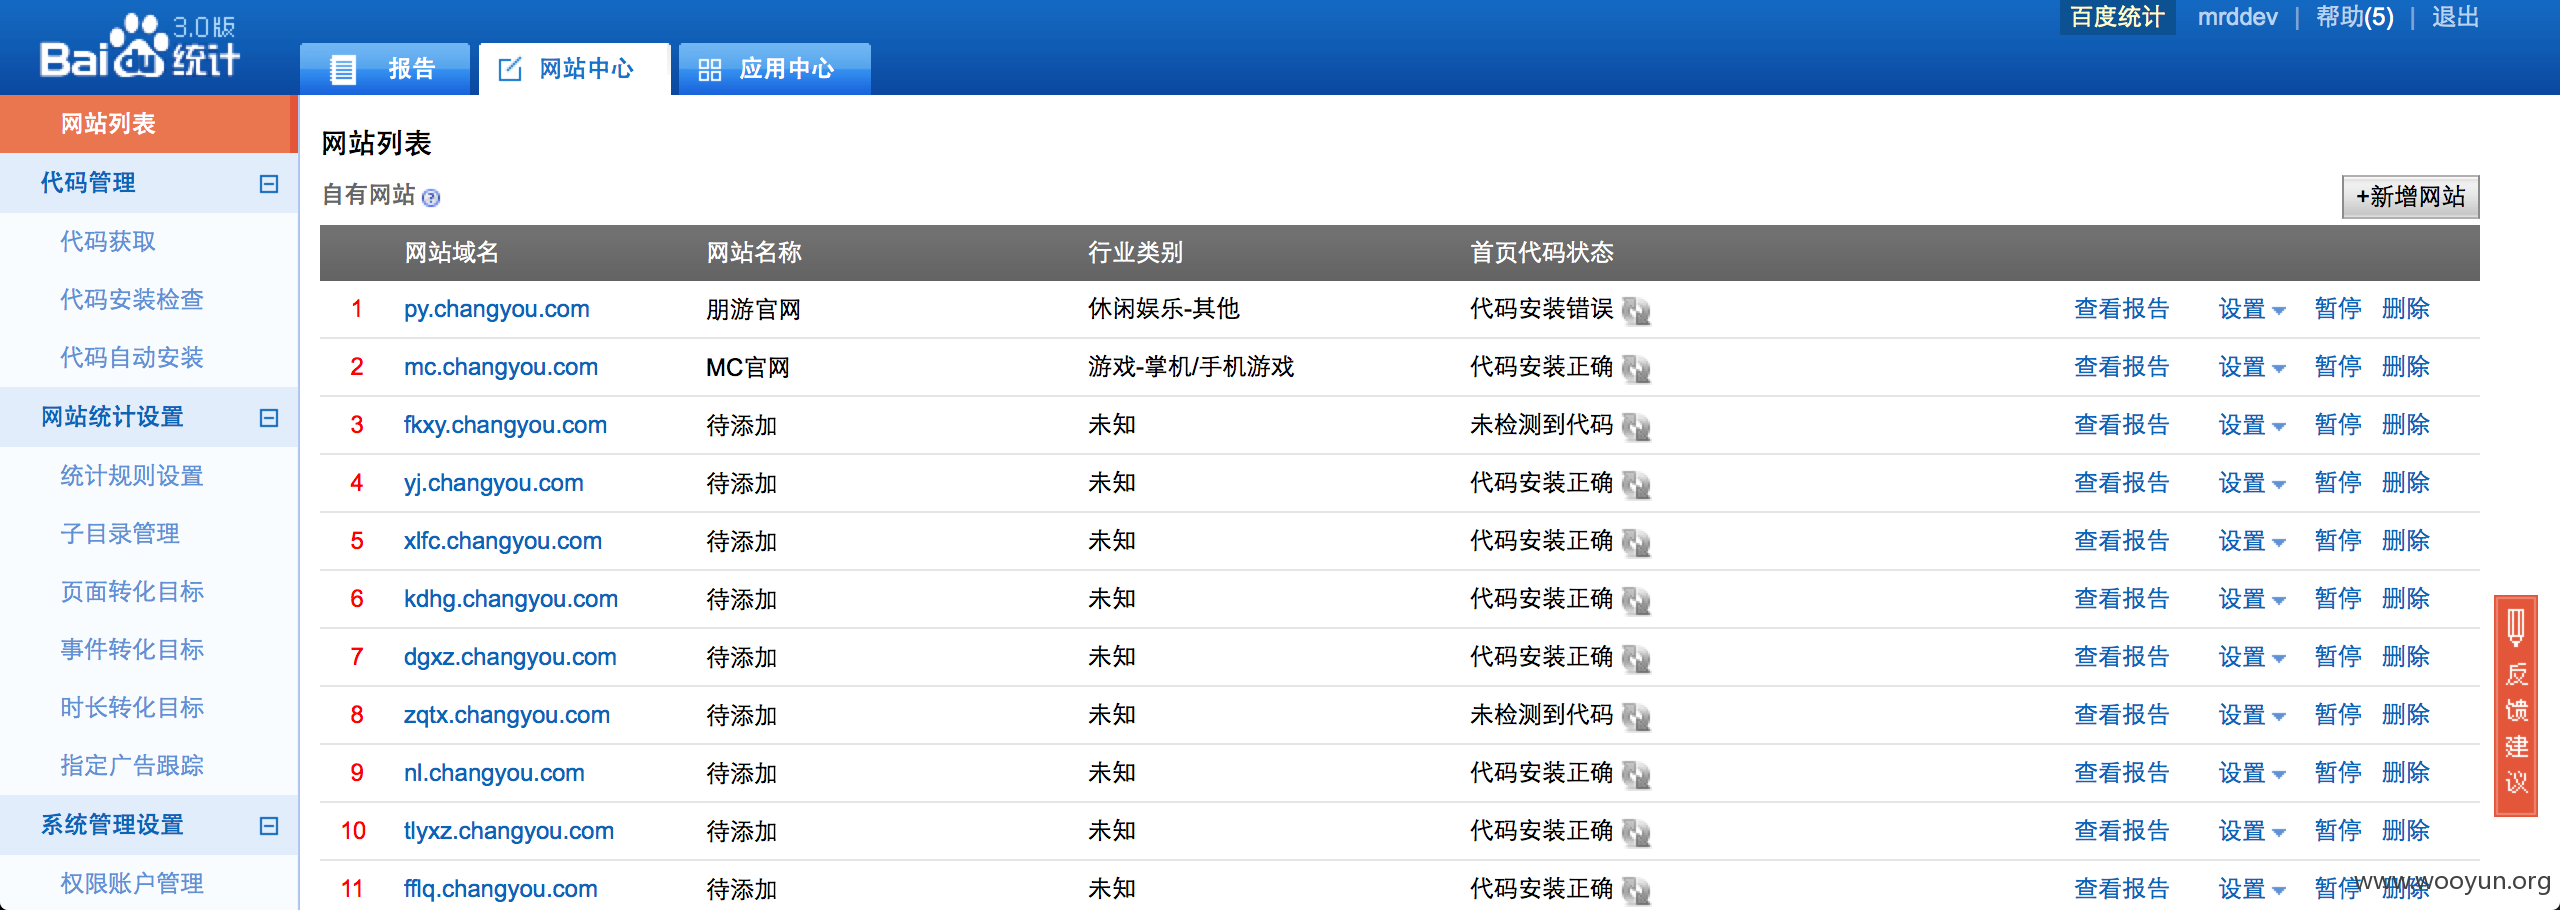 百度统计 mrddev | 帮助(5) | 退出
Bai du 统计 3.0版
报告 网站中心 应用中心
网站列表
代码管理
代码获取
代码安装检查
代码自动安装
网站统计设置
统计规则设置
子目录管理
页面转化目标
事件转化目标
时长转化目标
指定广告跟踪
系统管理设置
权限账户管理
网站列表
自有网站 ?
+新增网站
网站域名 网站名称 行业类别 首页代码状态
1 py.changyou.com 朋游官网 休闲娱乐-其他 代码安装错误 查看报告 设置 暂停 删除
2 mc.changyou.com MC官网 游戏-掌机/手机游戏 代码安装正确 查看报告 设置 暂停 删除
3 fkxy.changyou.com 待添加 未知 未检测到代码 查看报告 设置 暂停 删除
4 yj.changyou.com 待添加 未知 代码安装正确 查看报告 设置 暂停 删除
5 xlfc.changyou.com 待添加 未知 代码安装正确 查看报告 设置 暂停 删除
6 kdhg.changyou.com 待添加 未知 代码安装正确 查看报告 设置 暂停 删除
7 dgxz.changyou.com 待添加 未知 代码安装正确 查看报告 设置 暂停 删除
8 zqtx.changyou.com 待添加 未知 未检测到代码 查看报告 设置 暂停 删除
9 nl.changyou.com 待添加 未知 代码安装正确 查看报告 设置 暂停 删除
10 tlyxz.changyou.com 待添加 未知 代码安装正确 查看报告 设置 暂停 删除
11 fflq.changyou.com 待添加 未知 代码安装正确 查看报告 设置 暂停 删除
反馈建议
www.wooyun.org